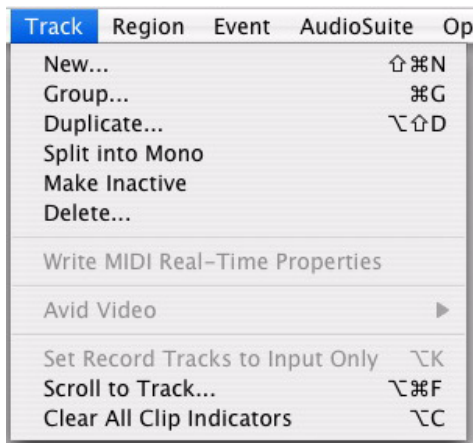 Track Region Event AudioSuite Op
New... ⇧⌘N
Group... ⌘G
Duplicate... ⌥⇧D
Split into Mono
Make Inactive
Delete...
Write MIDI Real-Time Properties
Avid Video ▶
Set Record Tracks to Input Only ⌥K
Scroll to Track... ⌥⌘F
Clear All Clip Indicators ⌥C